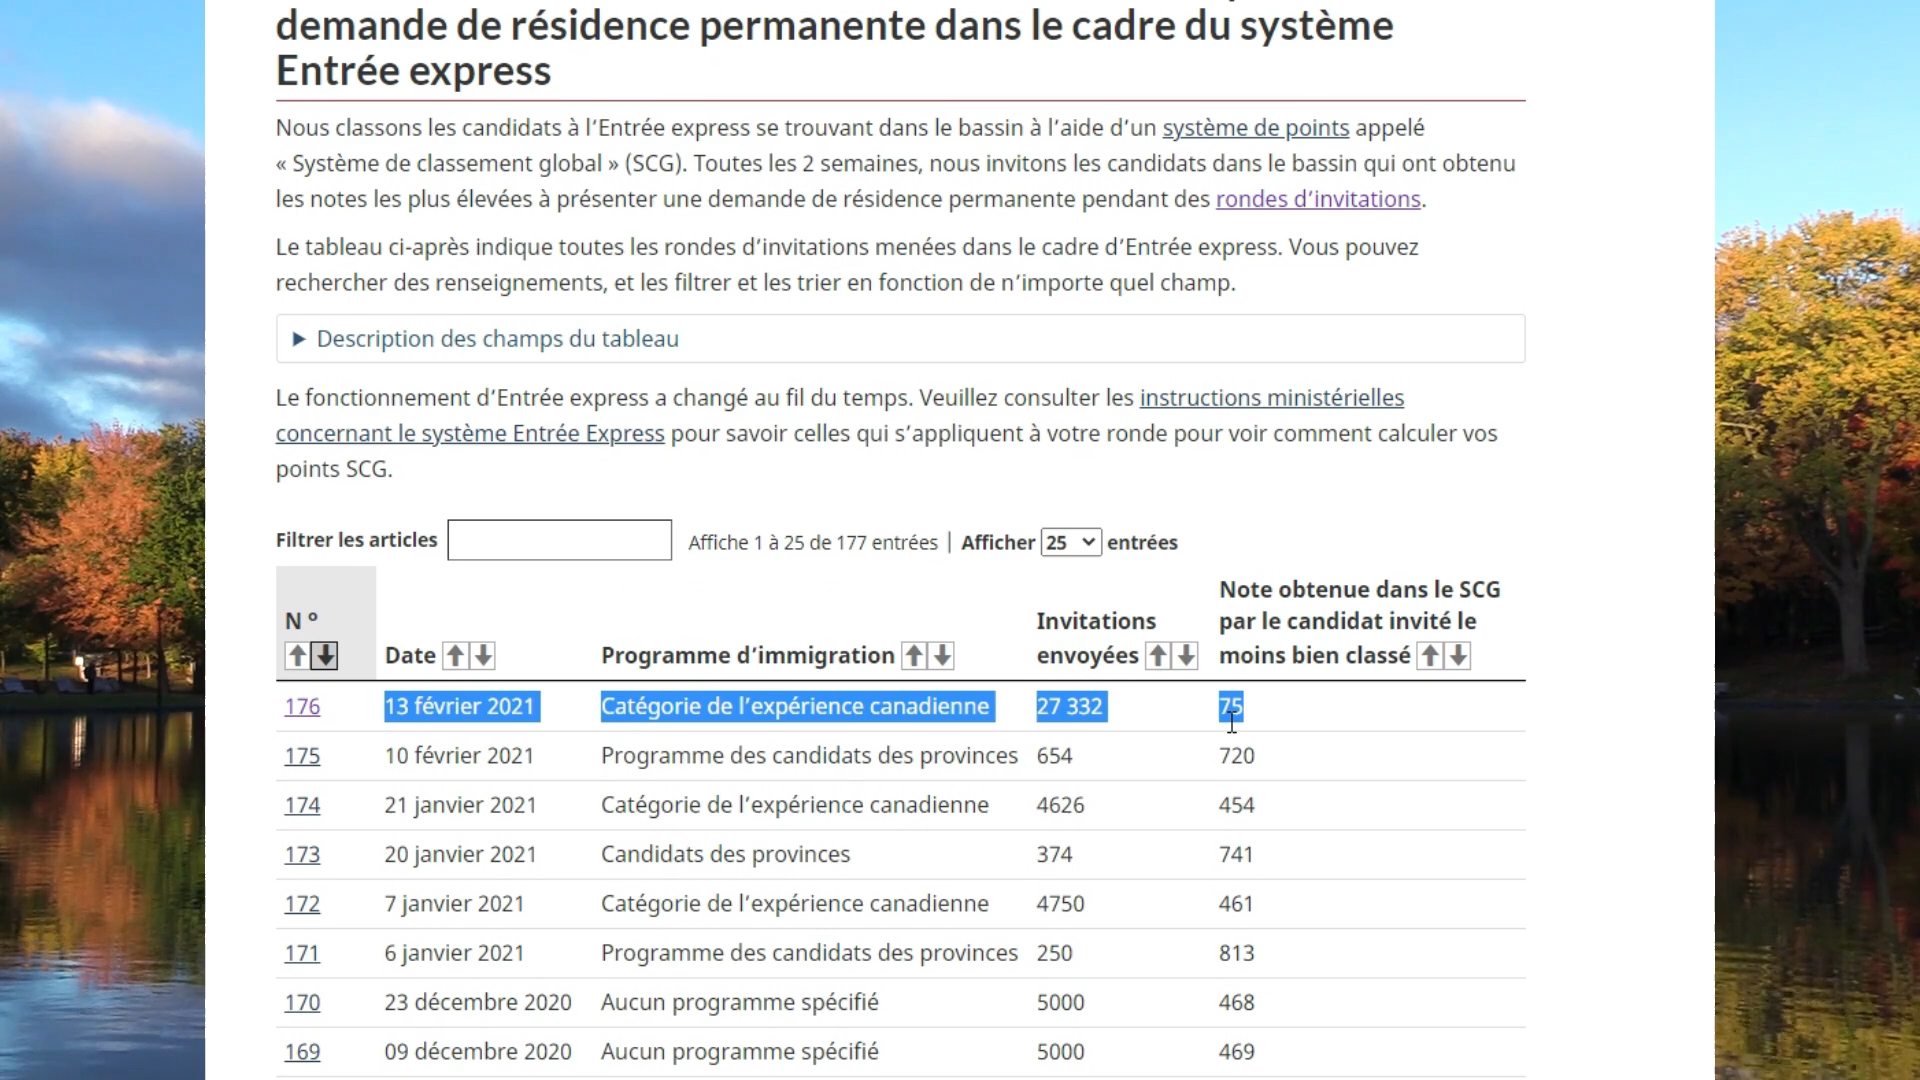 demande de résidence permanente dans le cadre du système
Entrée express
Nous classons les candidats à l’Entrée express se trouvant dans le bassin à l’aide d’un système de points appelé
« Système de classement global » (SCG). Toutes les 2 semaines, nous invitons les candidats dans le bassin qui ont obtenu
les notes les plus élevées à présenter une demande de résidence permanente pendant des rondes d’invitations.
Le tableau ci-après indique toutes les rondes d’invitations menées dans le cadre d’Entrée express. Vous pouvez
rechercher des renseignements, et les filtrer et les trier en fonction de n’importe quel champ.
Description des champs du tableau
Le fonctionnement d’Entrée express a changé au fil du temps. Veuillez consulter les instructions ministérielles
concernant le système Entrée Express pour savoir celles qui s’appliquent à votre ronde pour voir comment calculer vos
points SCG.
Filtrer les articles Affiche 1 à 25 de 177 entrées | Afficher 25 entrées
N º Date Programme d’immigration Invitations envoyées Note obtenue dans le SCG par le candidat invité le moins bien classé
176 13 février 2021 Catégorie de l’expérience canadienne 27 332 75
175 10 février 2021 Programme des candidats des provinces 654 720
174 21 janvier 2021 Catégorie de l’expérience canadienne 4626 454
173 20 janvier 2021 Candidats des provinces 374 741
172 7 janvier 2021 Catégorie de l’expérience canadienne 4750 461
171 6 janvier 2021 Programme des candidats des provinces 250 813
170 23 décembre 2020 Aucun programme spécifié 5000 468
169 09 décembre 2020 Aucun programme spécifié 5000 469